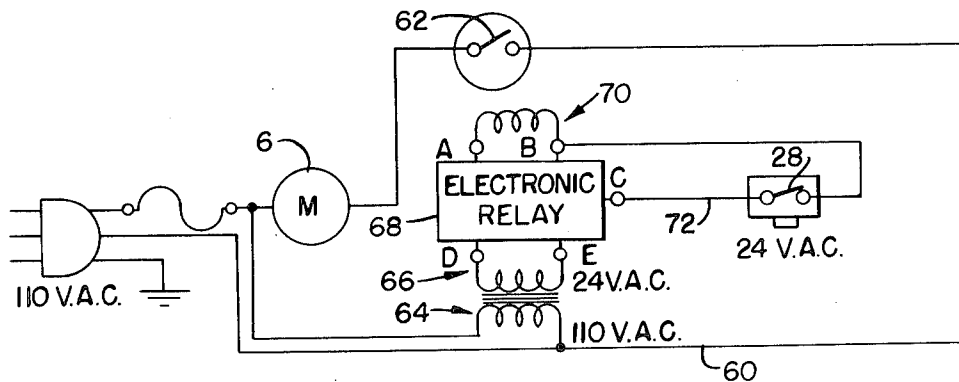 62
70
6
A
B
28
ELECTRONIC
C
RELAY
M
68
72
D
E
24 V.A.C.
66
24V.A.C.
110 V.A.C.
64
110 V.A.C.
60